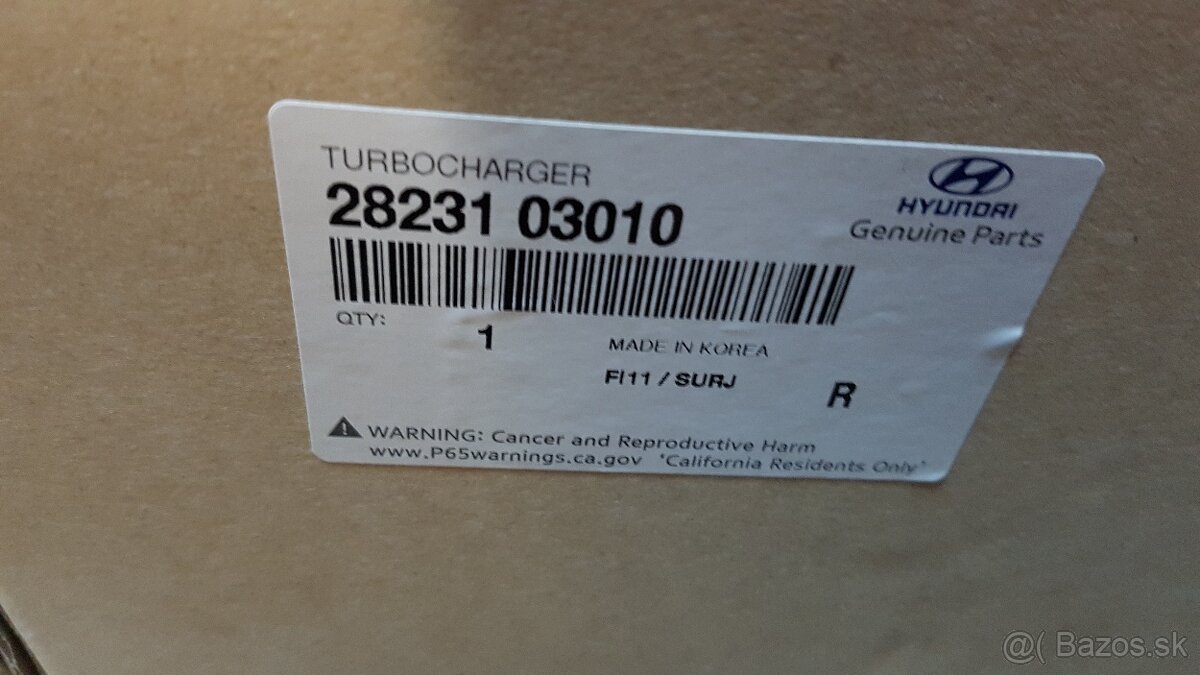 TURBOCHARGER
28231 03010
HYUNDAI
Genuine Parts
QTY:
1
MADE IN KOREA
FI11 / SURJ
R
WARNING: Cancer and Reproductive Harm
www.P65warnings.ca.gov 'California Residents Only'
@( Bazos.sk